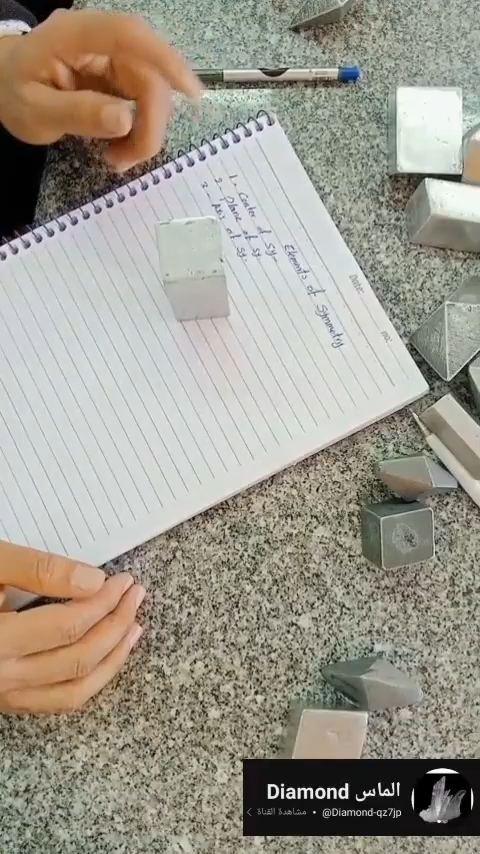 Date: No:
Elements of Symmetry
1- Center of Sy.
2- Plane of Sy
3- Axis of Sy.
Diamond الماس
@Diamond-qz7jp • مشاهدة القناة